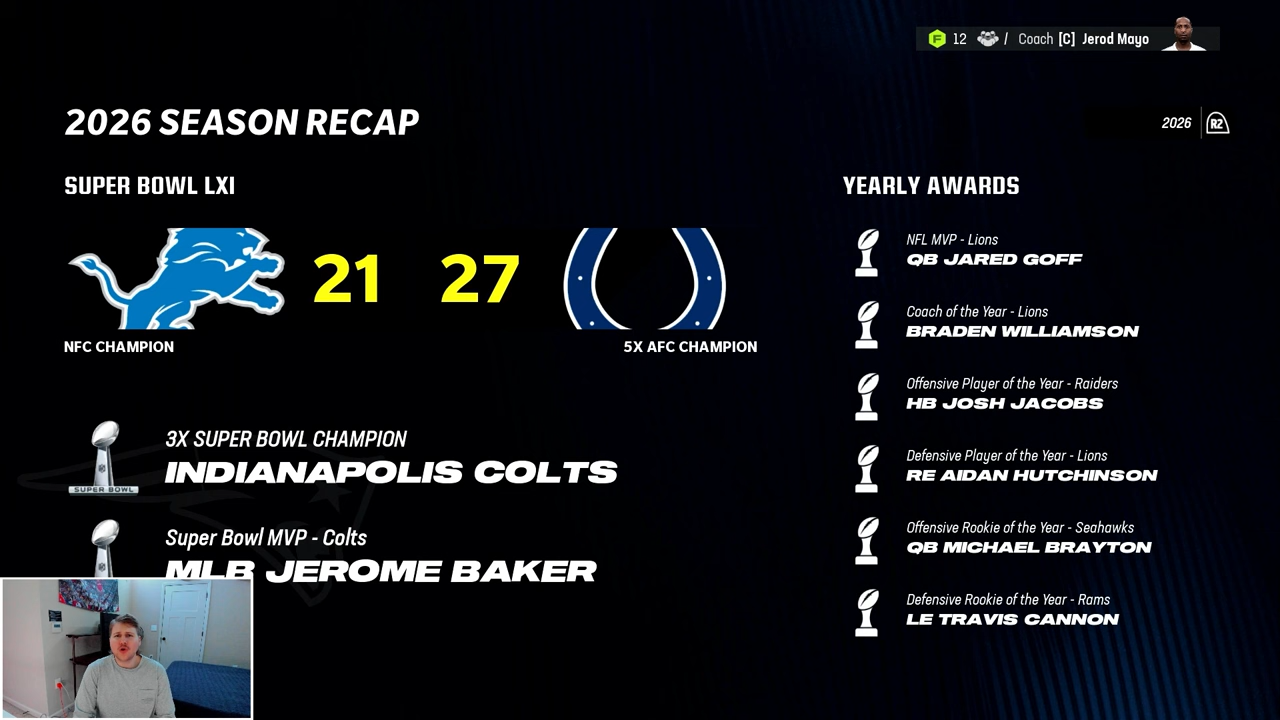 12 / Coach [C] Jerod Mayo
2026 SEASON RECAP
2026 R2
SUPER BOWL LXI
21 27
NFC CHAMPION
5X AFC CHAMPION
SUPER BOWL
3X SUPER BOWL CHAMPION
INDIANAPOLIS COLTS
Super Bowl MVP - Colts
MLB JEROME BAKER
YEARLY AWARDS
NFL MVP - Lions
QB JARED GOFF
Coach of the Year - Lions
BRADEN WILLIAMSON
Offensive Player of the Year - Raiders
HB JOSH JACOBS
Defensive Player of the Year - Lions
RE AIDAN HUTCHINSON
Offensive Rookie of the Year - Seahawks
QB MICHAEL BRAYTON
Defensive Rookie of the Year - Rams
LE TRAVIS CANNON